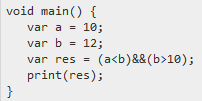 void main() {
   var a = 10;
   var b = 12;
   var res = (a<b)&&(b>10);
   print(res);
}